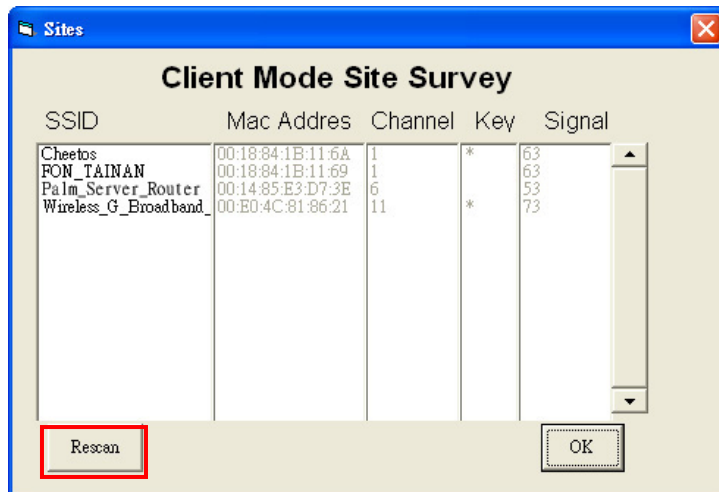 Sites
Client Mode Site Survey
SSID Mac Addres Channel Key Signal
Cheetos 00:18:84:1B:11:6A 1 * 63
FON_TAINAN 00:18:84:1B:11:69 1 63
Palm_Server_Router 00:14:85:E3:D7:3E 6 53
Wireless_G_Broadband_ 00:E0:4C:81:86:21 11 * 73
Rescan OK